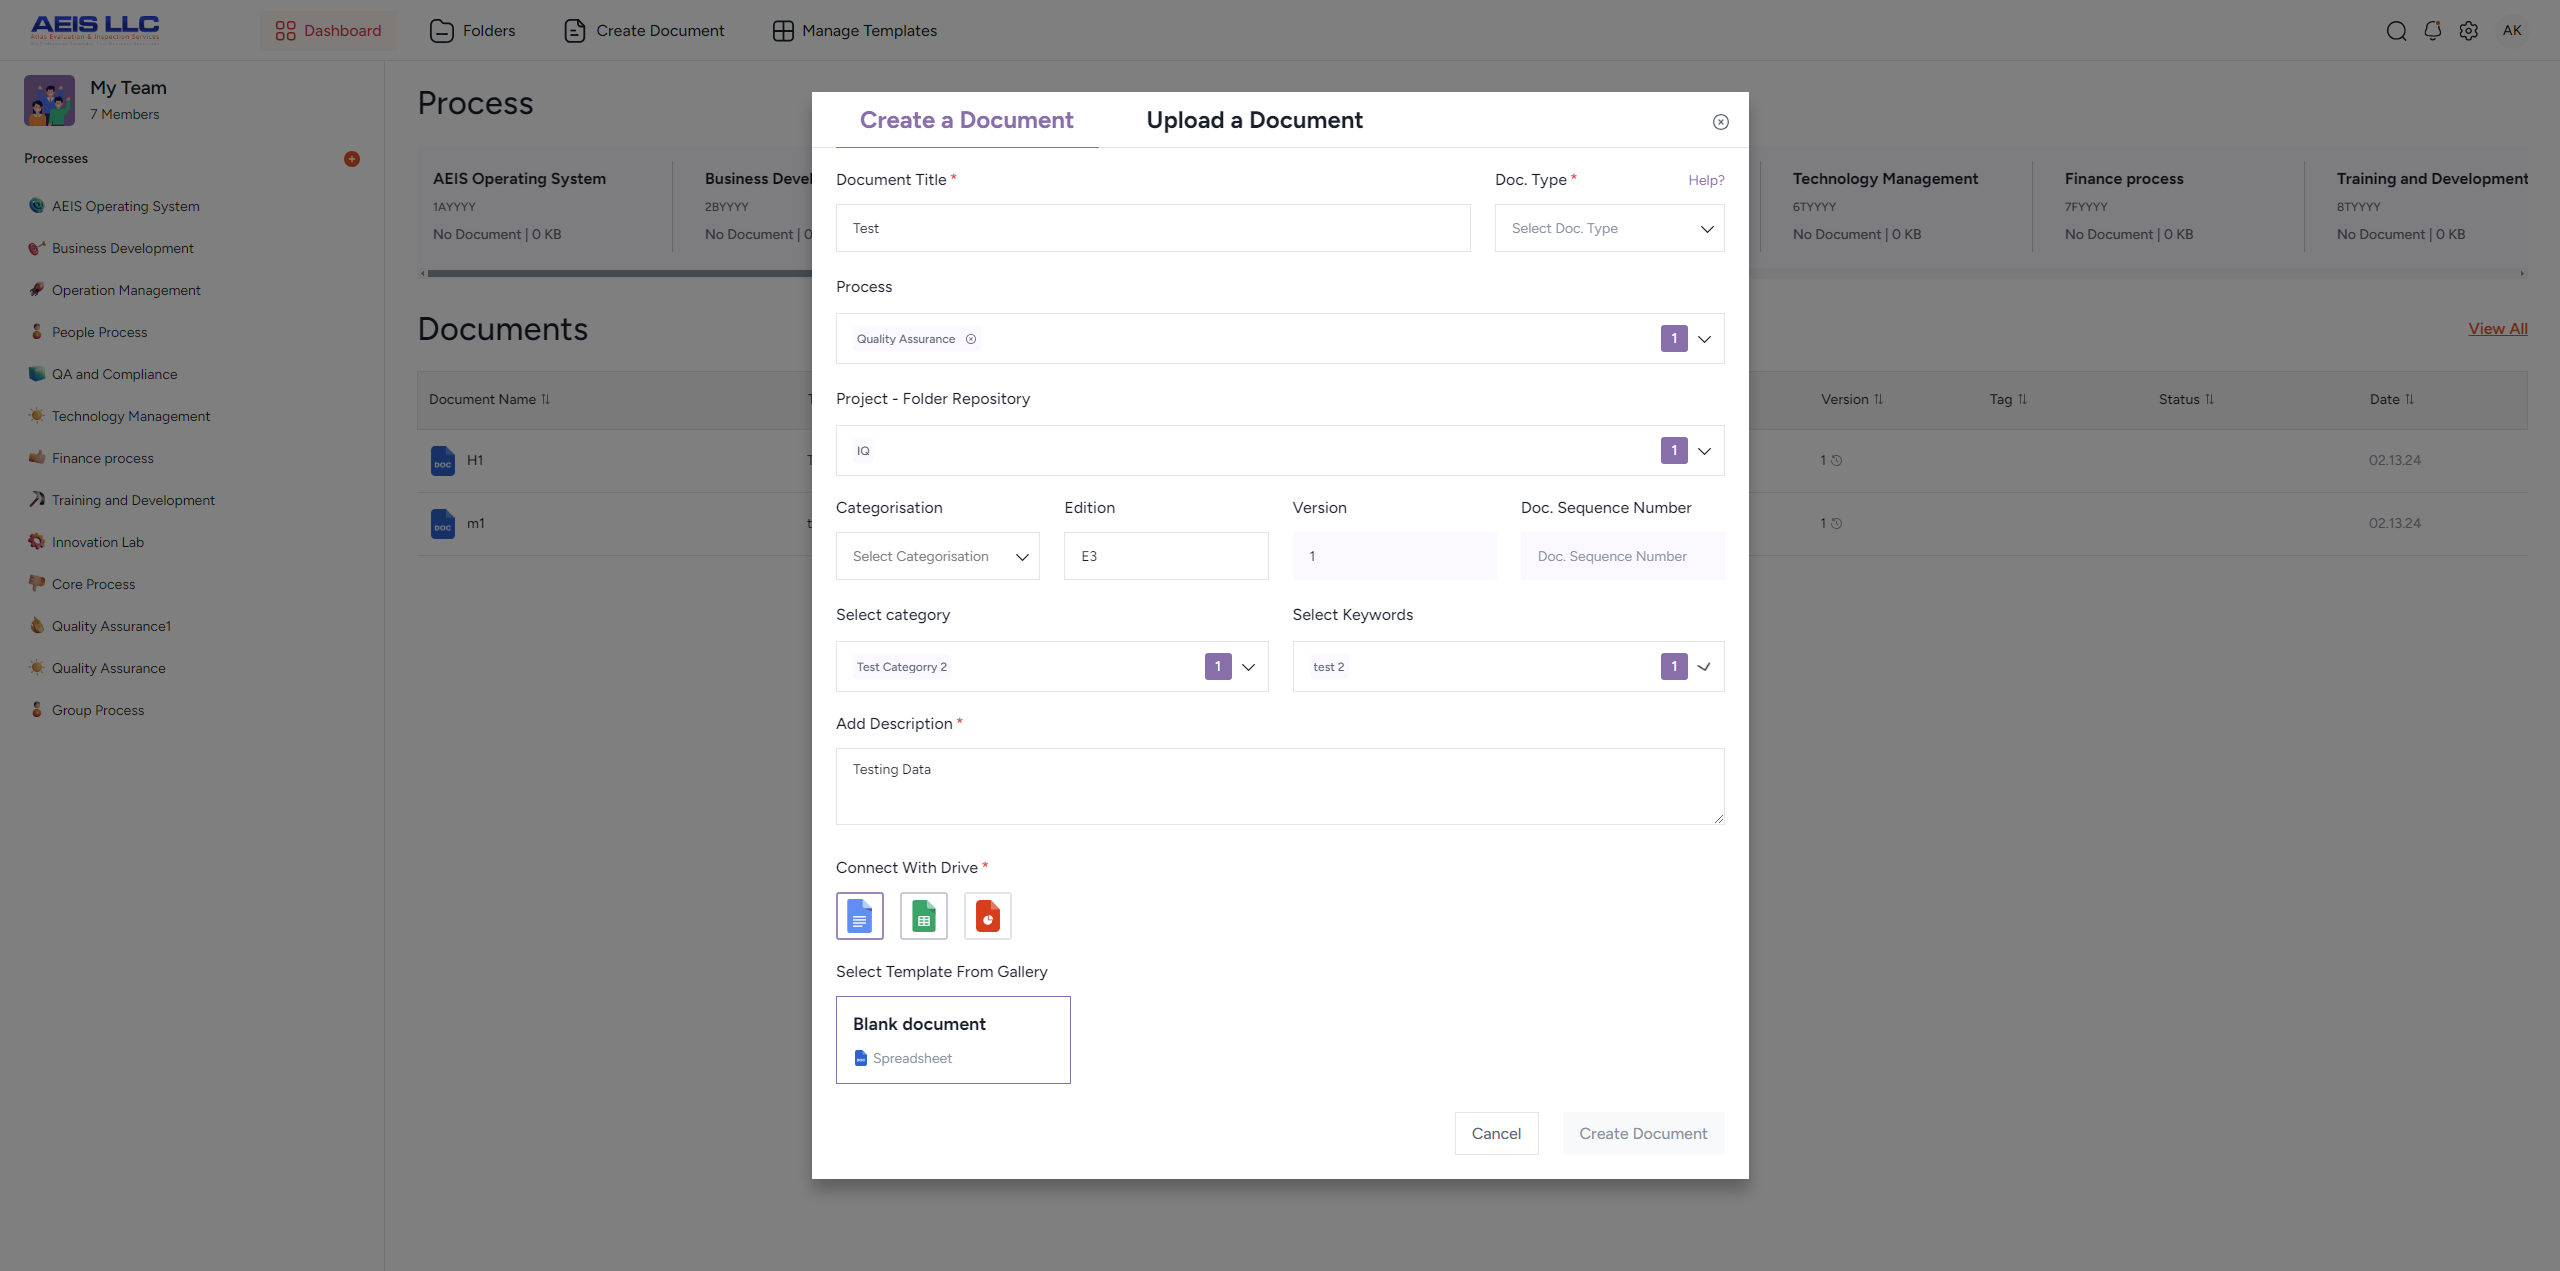 AEIS LLC
Atlas Evaluation & Inspection Services
Dashboard
Folders
Create Document
Manage Templates
AK
My Team
7 Members
Processes
AEIS Operating System
Business Development
Operation Management
People Process
QA and Compliance
Technology Management
Finance process
Training and Development
Innovation Lab
Core Process
Quality Assurance1
Quality Assurance
Group Process
Process
AEIS Operating System
1AYYYY
No Document | 0 KB
Business Devel
2BYYYY
No Document | 0
Technology Management
6TYYYY
No Document | 0 KB
Finance process
7FYYYY
No Document | 0 KB
Training and Development
8TYYYY
No Document | 0 KB
Documents
View All
Document Name
Version
Tag
Status
Date
DOC
H1
1
02.13.24
DOC
m1
t
1
02.13.24
Create a Document
Upload a Document
Document Title *
Doc. Type *
Help?
Test
Select Doc. Type
Process
Quality Assurance
1
Project - Folder Repository
IQ
1
Categorisation
Edition
Version
Doc. Sequence Number
Select Categorisation
E3
1
Doc. Sequence Number
Select category
Select Keywords
Test Categorry 2
1
test 2
1
Add Description *
Testing Data
Connect With Drive *
Select Template From Gallery
Blank document
Spreadsheet
Cancel
Create Document